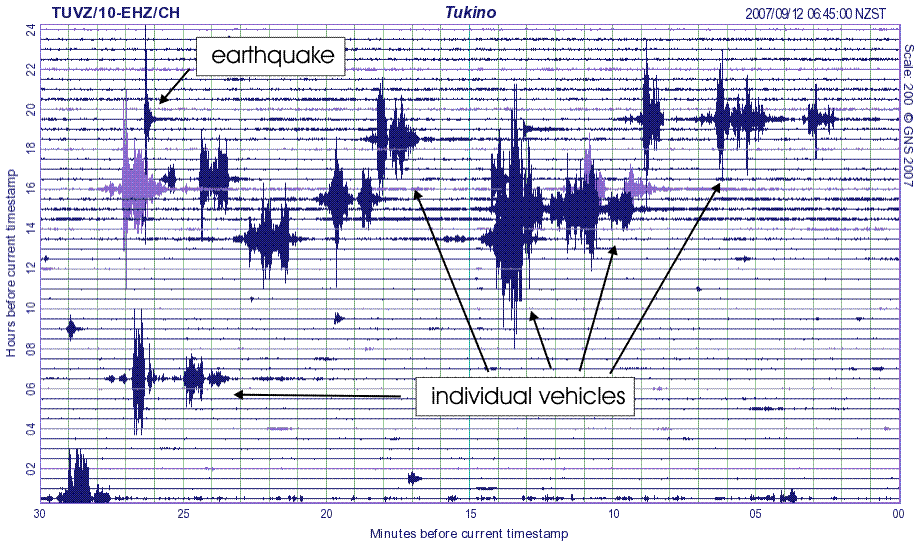 TUVZ/10-EHZ/CH Tukino 2007/09/12 06:45:00 NZST
earthquake
individual vehicles
Hours before current timestamp
24
22
20
18
16
14
12
10
08
06
04
02
Scale: 200 © GNS 2007
30 25 20 15 10 05 00
Minutes before current timestamp